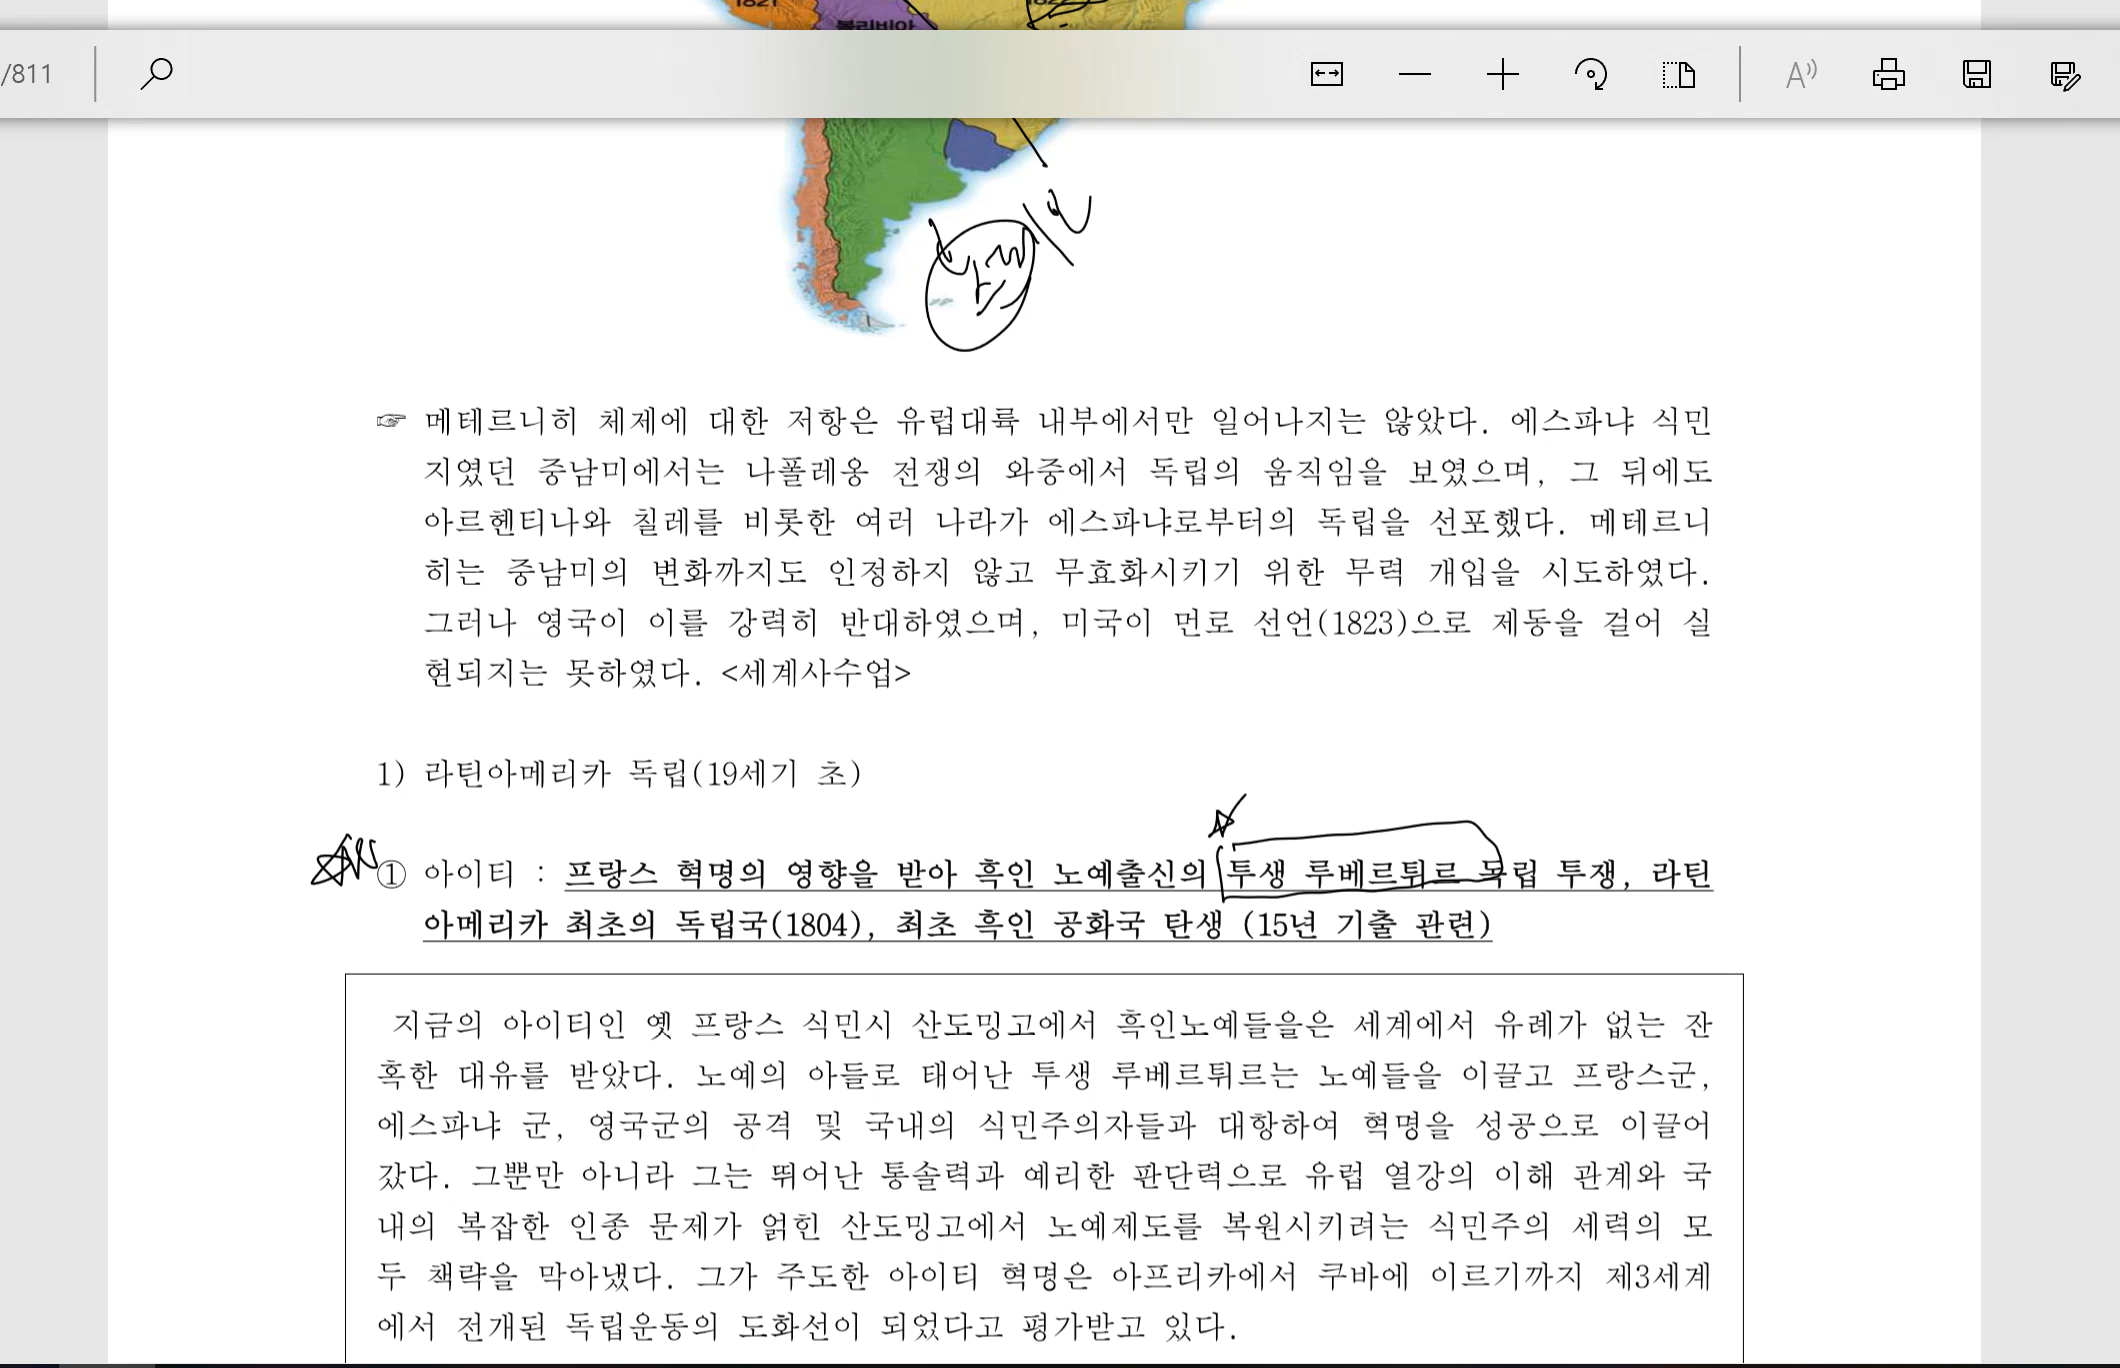 1821
볼리비아
/811
☞ 메테르니히 체제에 대한 저항은 유럽대륙 내부에서만 일어나지는 않았다. 에스파냐 식민
지였던 중남미에서는 나폴레옹 전쟁의 와중에서 독립의 움직임을 보였으며, 그 뒤에도
아르헨티나와 칠레를 비롯한 여러 나라가 에스파냐로부터의 독립을 선포했다. 메테르니
히는 중남미의 변화까지도 인정하지 않고 무효화시키기 위한 무력 개입을 시도하였다.
그러나 영국이 이를 강력히 반대하였으며, 미국이 먼로 선언(1823)으로 제동을 걸어 실
현되지는 못하였다. <세계사수업>
1) 라틴아메리카 독립(19세기 초)
① 아이티 : 프랑스 혁명의 영향을 받아 흑인 노예출신의 투생 루베르튀르 독립 투쟁, 라틴
아메리카 최초의 독립국(1804), 최초 흑인 공화국 탄생 (15년 기출 관련)
지금의 아이티인 옛 프랑스 식민시 산도밍고에서 흑인노예들을은 세계에서 유례가 없는 잔
혹한 대유를 받았다. 노예의 아들로 태어난 투생 루베르튀르는 노예들을 이끌고 프랑스군,
에스파냐 군, 영국군의 공격 및 국내의 식민주의자들과 대항하여 혁명을 성공으로 이끌어
갔다. 그뿐만 아니라 그는 뛰어난 통솔력과 예리한 판단력으로 유럽 열강의 이해 관계와 국
내의 복잡한 인종 문제가 얽힌 산도밍고에서 노예제도를 복원시키려는 식민주의 세력의 모
두 책략을 막아냈다. 그가 주도한 아이티 혁명은 아프리카에서 쿠바에 이르기까지 제3세계
에서 전개된 독립운동의 도화선이 되었다고 평가받고 있다.